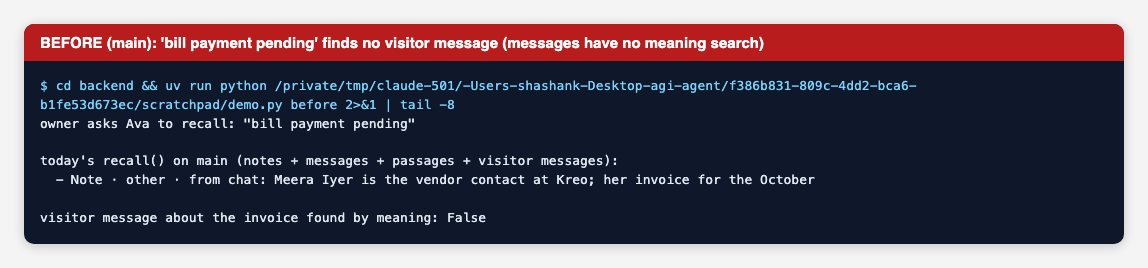 BEFORE (main): 'bill payment pending' finds no visitor message (messages have no meaning search)
$ cd backend && uv run python /private/tmp/claude-501/-Users-shashank-Desktop-agi-agent/f386b831-809c-4dd2-bca6-
b1fe53d673ec/scratchpad/demo.py before 2>&1 | tail -8
owner asks Ava to recall: "bill payment pending"
today's recall() on main (notes + messages + passages + visitor messages):
- Note · other · from chat: Meera Iyer is the vendor contact at Kreo; her invoice for the October
visitor message about the invoice found by meaning: False